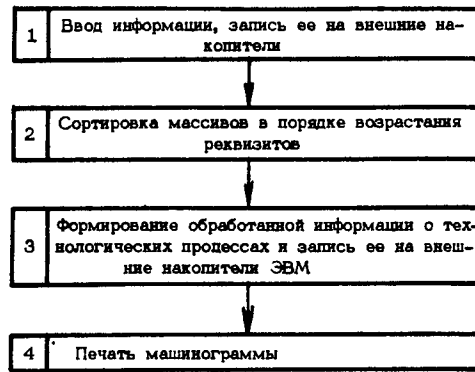 1 Ввод информации, запись ее на внешние на-
копители
2 Сортировка массивов в порядке возрастания
реквизитов
Формирование обработанной информации о тех-
3 нологических процессах и запись ее на внеш-
ние накопители ЭВМ
4 Печать машинограммы